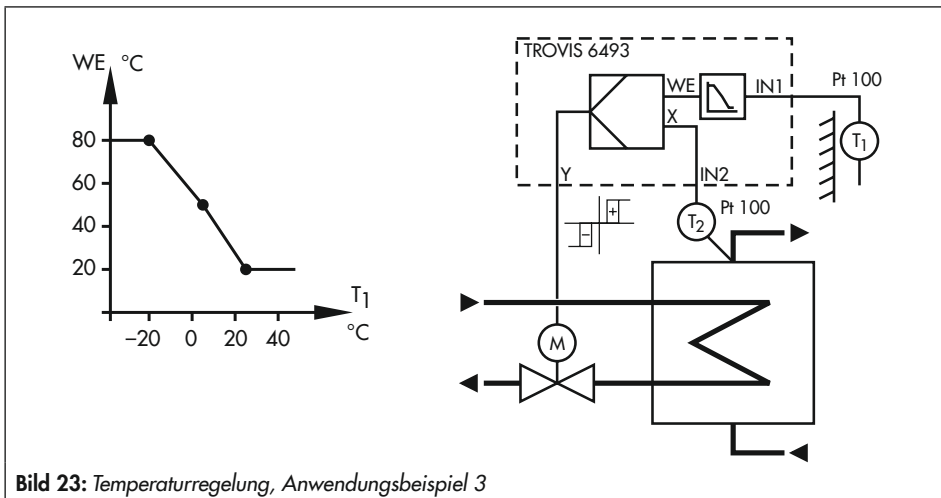 WE °C
80
60
40
20
−20 0 20 40
T1
°C
TROVIS 6493
WE
IN1
X
Y
IN2
Pt 100
T1
T2
Pt 100
+
−
M
Bild 23: Temperaturregelung, Anwendungsbeispiel 3